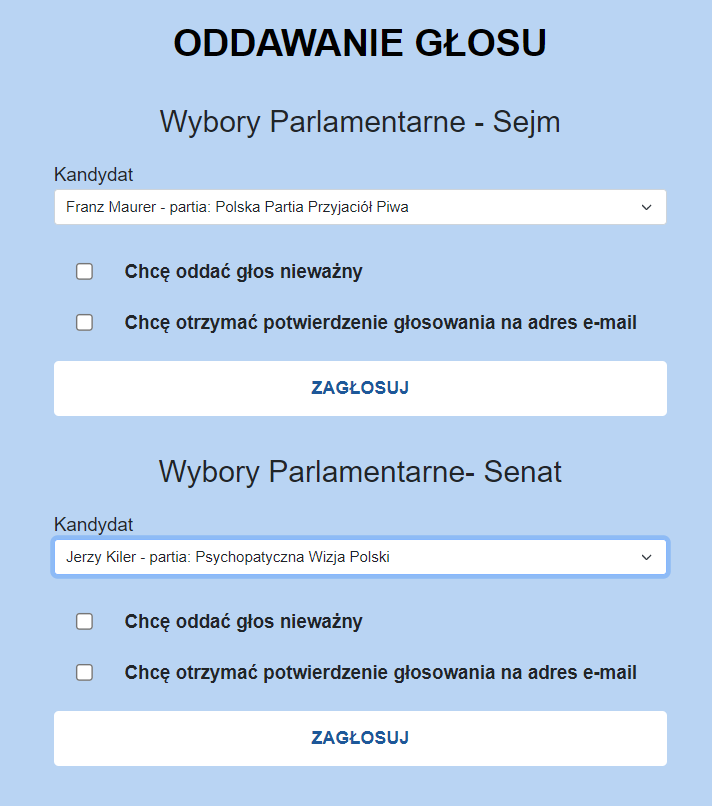 ODDAWANIE GŁOSU
Wybory Parlamentarne - Sejm
Kandydat
Franz Maurer - partia: Polska Partia Przyjaciół Piwa
Chcę oddać głos nieważny
Chcę otrzymać potwierdzenie głosowania na adres e-mail
ZAGŁOSUJ
Wybory Parlamentarne- Senat
Kandydat
Jerzy Kiler - partia: Psychopatyczna Wizja Polski
Chcę oddać głos nieważny
Chcę otrzymać potwierdzenie głosowania na adres e-mail
ZAGŁOSUJ